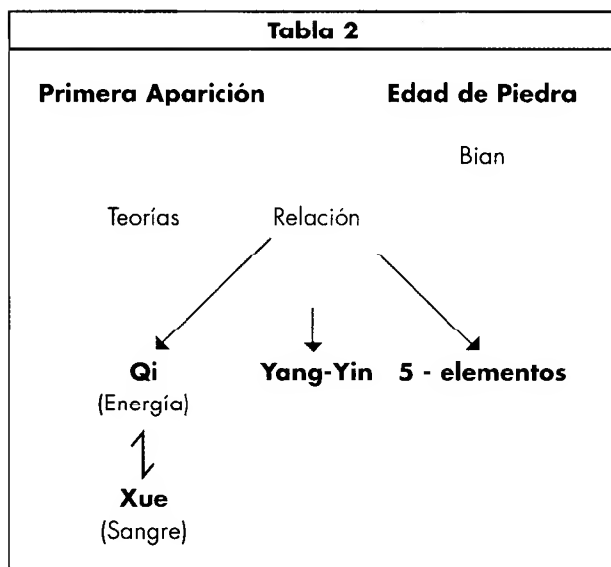 Tabla 2
Primera Aparición Edad de Piedra
Bian
Teorías Relación
Qi Yang-Yin 5 - elementos
(Energía)
Xue
(Sangre)